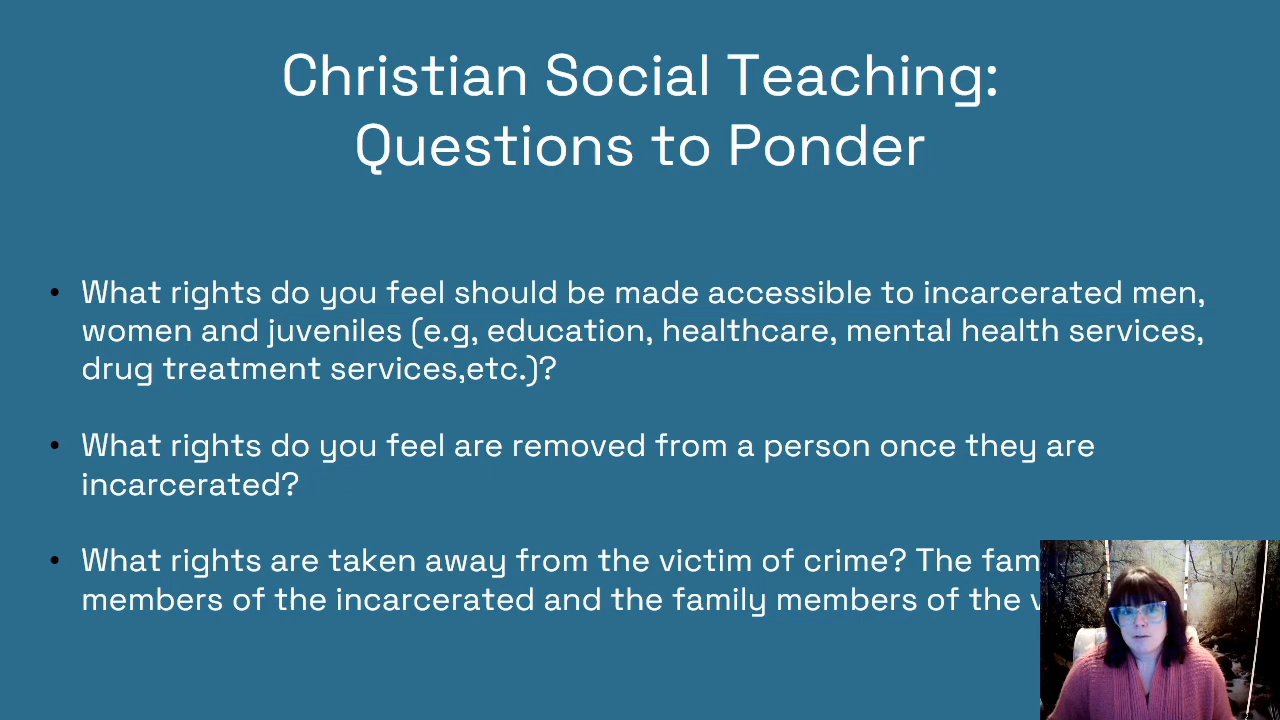 Christian Social Teaching:
Questions to Ponder
• What rights do you feel should be made accessible to incarcerated men,
women and juveniles (e.g, education, healthcare, mental health services,
drug treatment services,etc.)?
• What rights do you feel are removed from a person once they are
incarcerated?
• What rights are taken away from the victim of crime? The
members of the incarcerated and the family members of the